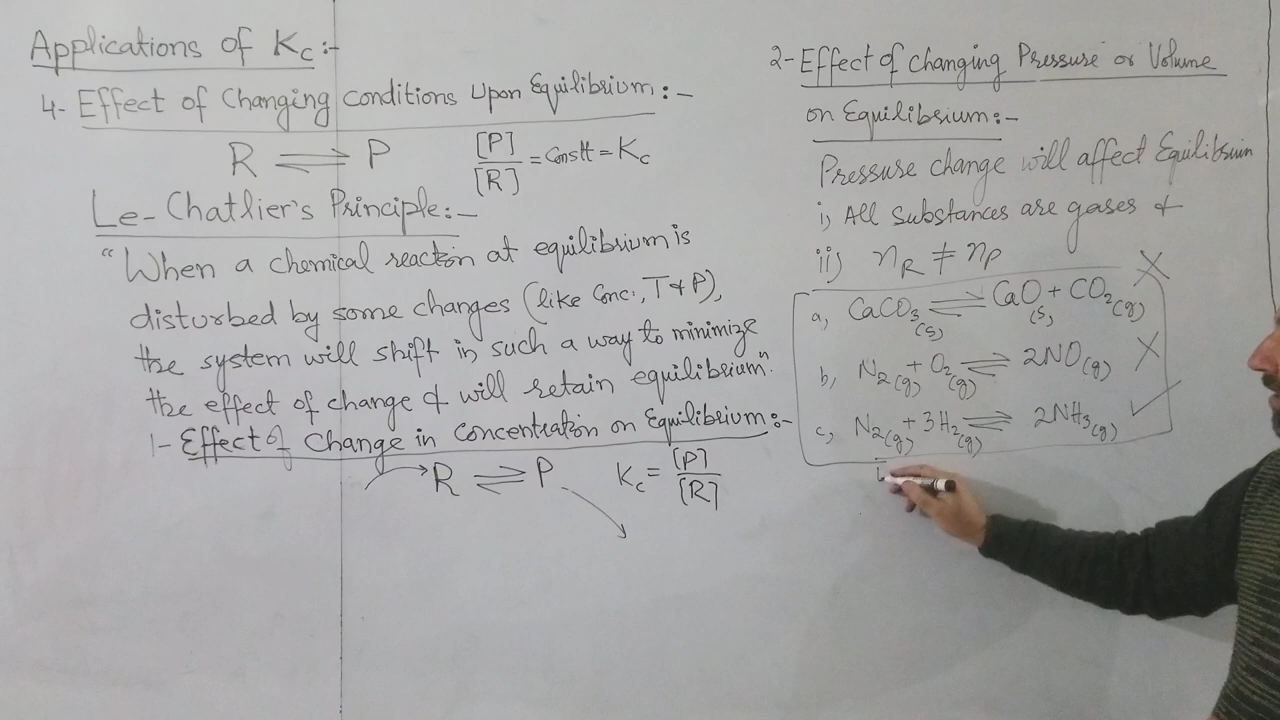 Applications of Kc:-
4- Effect of Changing Conditions Upon Equilibrium:-
R ⇌ P [P]/[R] = Constt = Kc
Le-Chatlier's Principle:-
"When a chemical reaction at equilibrium is
disturbed by some changes (like Conc., T & P),
the system will shift in such a way to minimize
the effect of change & will retain equilibrium"
1- Effect of Change in Concentration on Equilibrium:-
R ⇌ P Kc = [P]/[R]
2- Effect of Changing Pressure or Volume
on Equilibrium:-
Pressure change will affect Equilibrium
i, All substances are gases &
ii) nR ≠ nP
a, CaCO3(s) ⇌ CaO(s) + CO2(g) X
b, N2(g) + O2(g) ⇌ 2NO(g) X
c, N2(g) + 3H2(g) ⇌ 2NH3(g) ✓